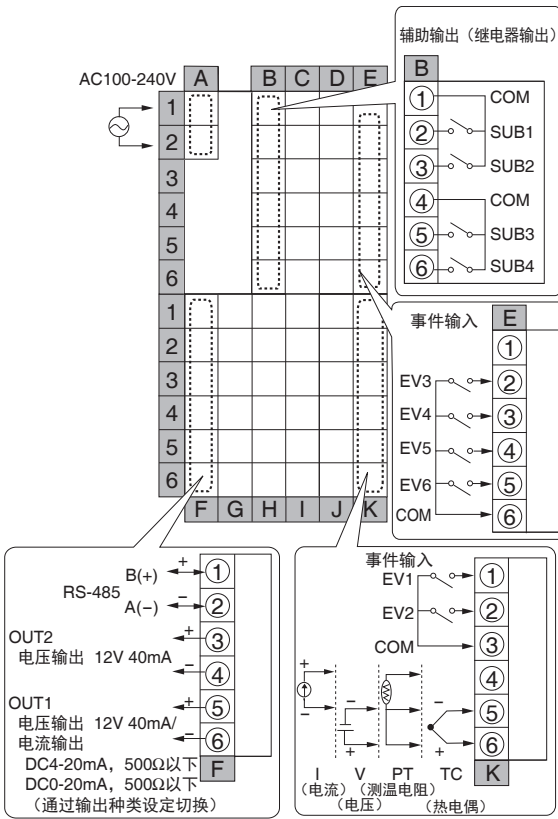 辅助输出（继电器输出）
B
① COM
② SUB1
③ SUB2
④ COM
⑤ SUB3
⑥ SUB4
AC100-240V A B C D E
1
2
3
4
5
6
1
2
3
4
5
6
F G H I J K
事件输入 E
①
EV3 ②
EV4 ③
EV5 ④
EV6 ⑤
COM ⑥
RS-485
B(+) + ①
A(−) − ②
OUT2
电压输出 12V 40mA
+ ③
− ④
OUT1
电压输出 12V 40mA/
电流输出
+ ⑤
− ⑥
DC4-20mA，500Ω以下
DC0-20mA，500Ω以下
（通过输出种类设定切换）
F
事件输入
EV1 ①
EV2 ②
COM ③
④
⑤
⑥
K
+ −
− +
− +
I V PT TC
（电流） （测温电阻）
（电压） （热电偶）